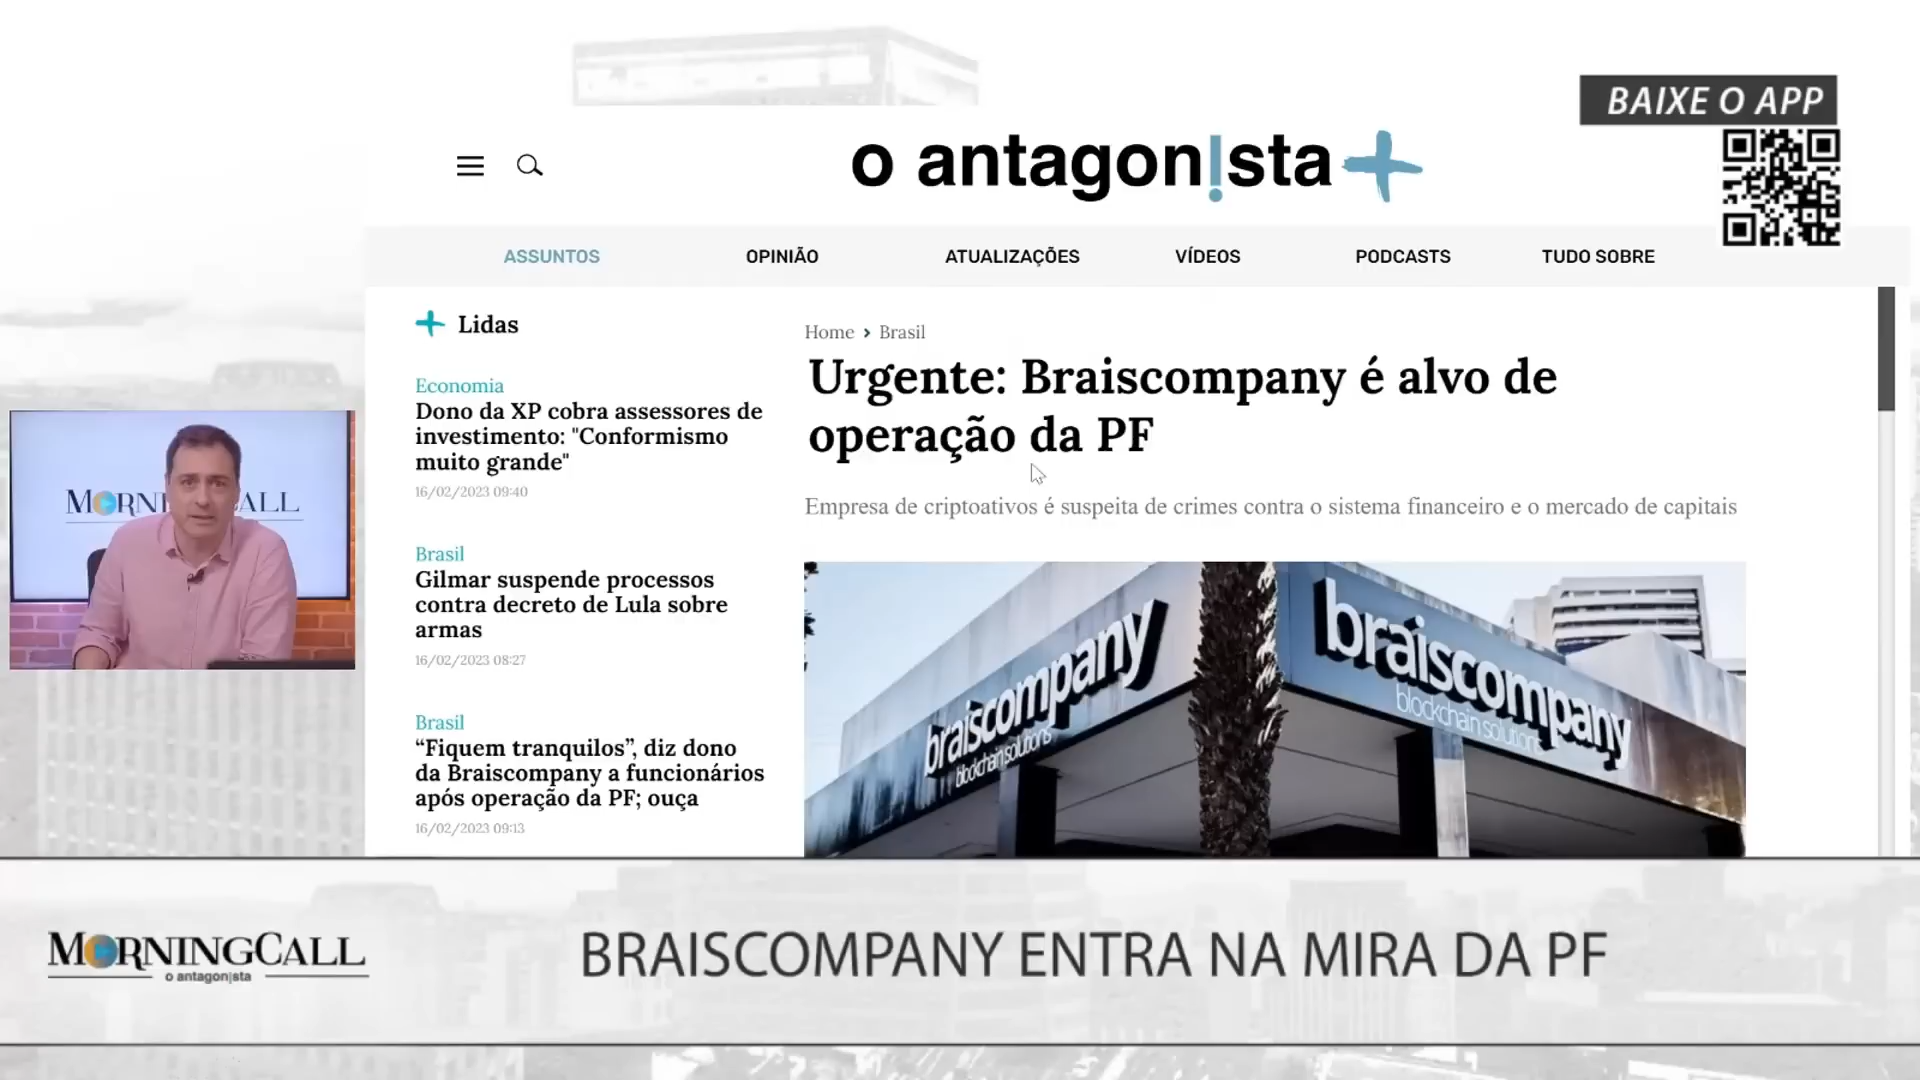 BAIXE O APP
o antagon!sta+
ASSUNTOS OPINIÃO ATUALIZAÇÕES VÍDEOS PODCASTS TUDO SOBRE
+ Lidas
Economia
Dono da XP cobra assessores de
investimento: "Conformismo
muito grande"
16/02/2023 09:40
Brasil
Gilmar suspende processos
contra decreto de Lula sobre
armas
16/02/2023 08:27
Brasil
“Fiquem tranquilos”, diz dono
da Braiscompany a funcionários
após operação da PF; ouça
16/02/2023 09:13
Home > Brasil
Urgente: Braiscompany é alvo de
operação da PF
Empresa de criptoativos é suspeita de crimes contra o sistema financeiro e o mercado de capitais
braiscompany
blockchain solutions
braiscompany
blockchain solutions
MORNI ALL
MORNINGCALL
o antagon!sta
BRAISCOMPANY ENTRA NA MIRA DA PF